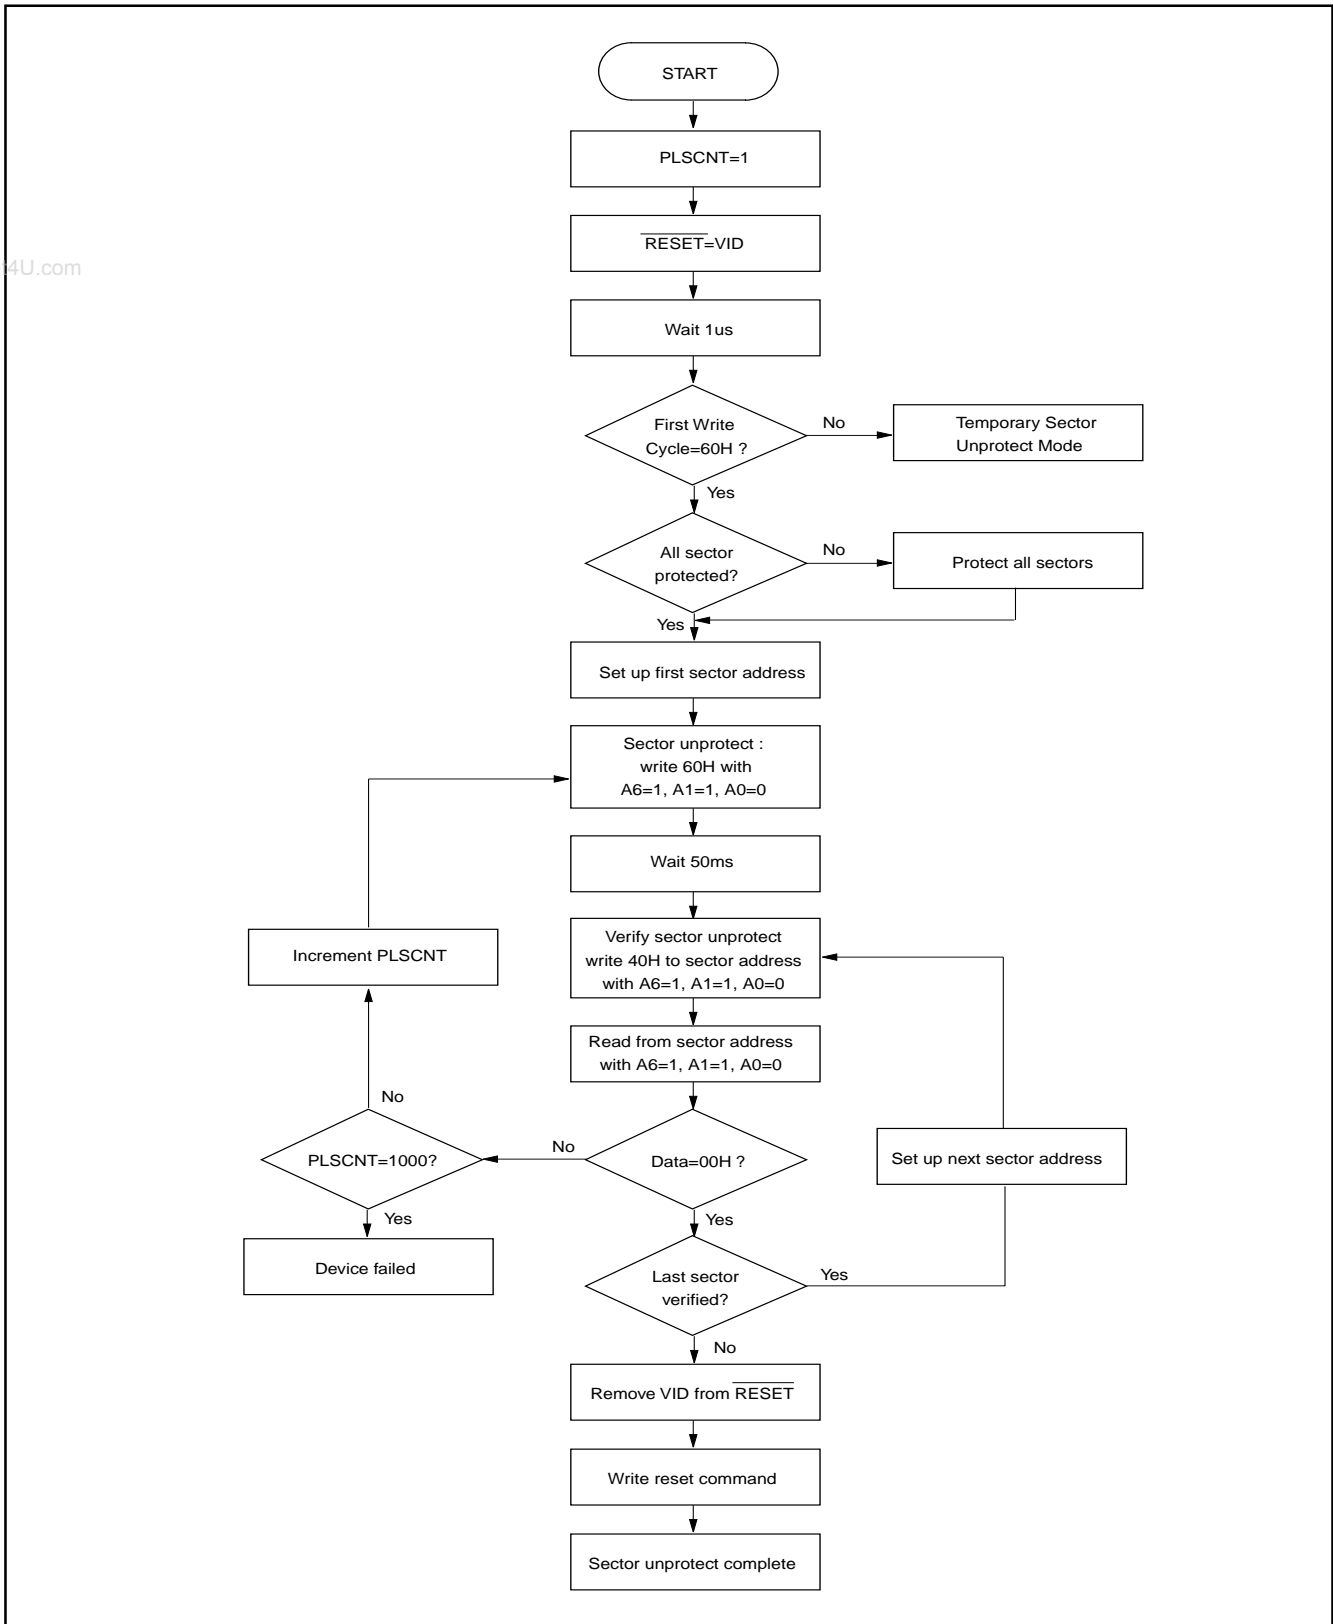 START
PLSCNT=1
RESET=VID
t4U.com
Wait 1us
First Write
Cycle=60H ?
No
Temporary Sector
Unprotect Mode
Yes
All sector
protected?
No
Protect all sectors
Yes
Set up first sector address
Sector unprotect :
write 60H with
A6=1, A1=1, A0=0
Wait 50ms
Increment PLSCNT
Verify sector unprotect
write 40H to sector address
with A6=1, A1=1, A0=0
Read from sector address
with A6=1, A1=1, A0=0
No
PLSCNT=1000?
No
Data=00H ?
Set up next sector address
Yes
Yes
Device failed
Last sector
verified?
Yes
No
Remove VID from RESET
Write reset command
Sector unprotect complete